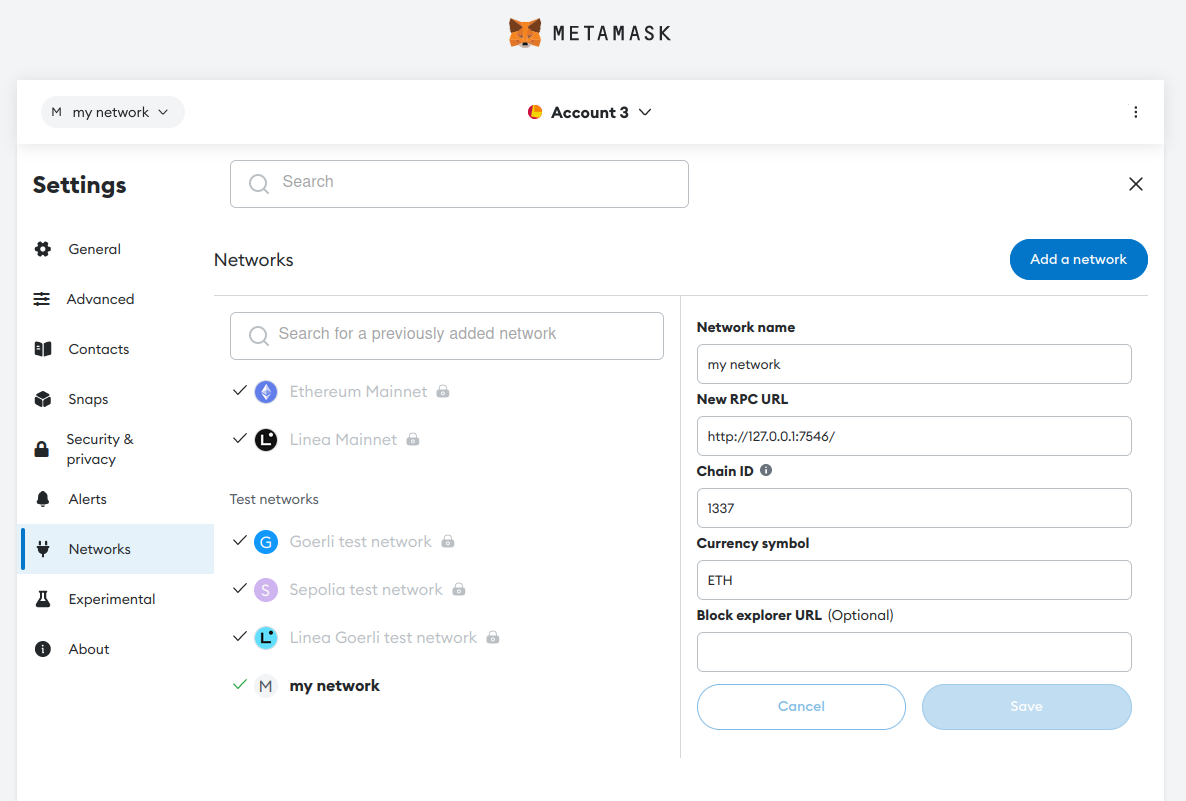 METAMASK
M my network
Account 3
Settings
Search
General
Advanced
Contacts
Snaps
Security &
privacy
Alerts
Networks
Experimental
About
Networks
Add a network
Search for a previously added network
Ethereum Mainnet
L Linea Mainnet
Test networks
G Goerli test network
S Sepolia test network
L Linea Goerli test network
M my network
Network name
my network
New RPC URL
http://127.0.0.1:7546/
Chain ID
1337
Currency symbol
ETH
Block explorer URL (Optional)
Cancel
Save